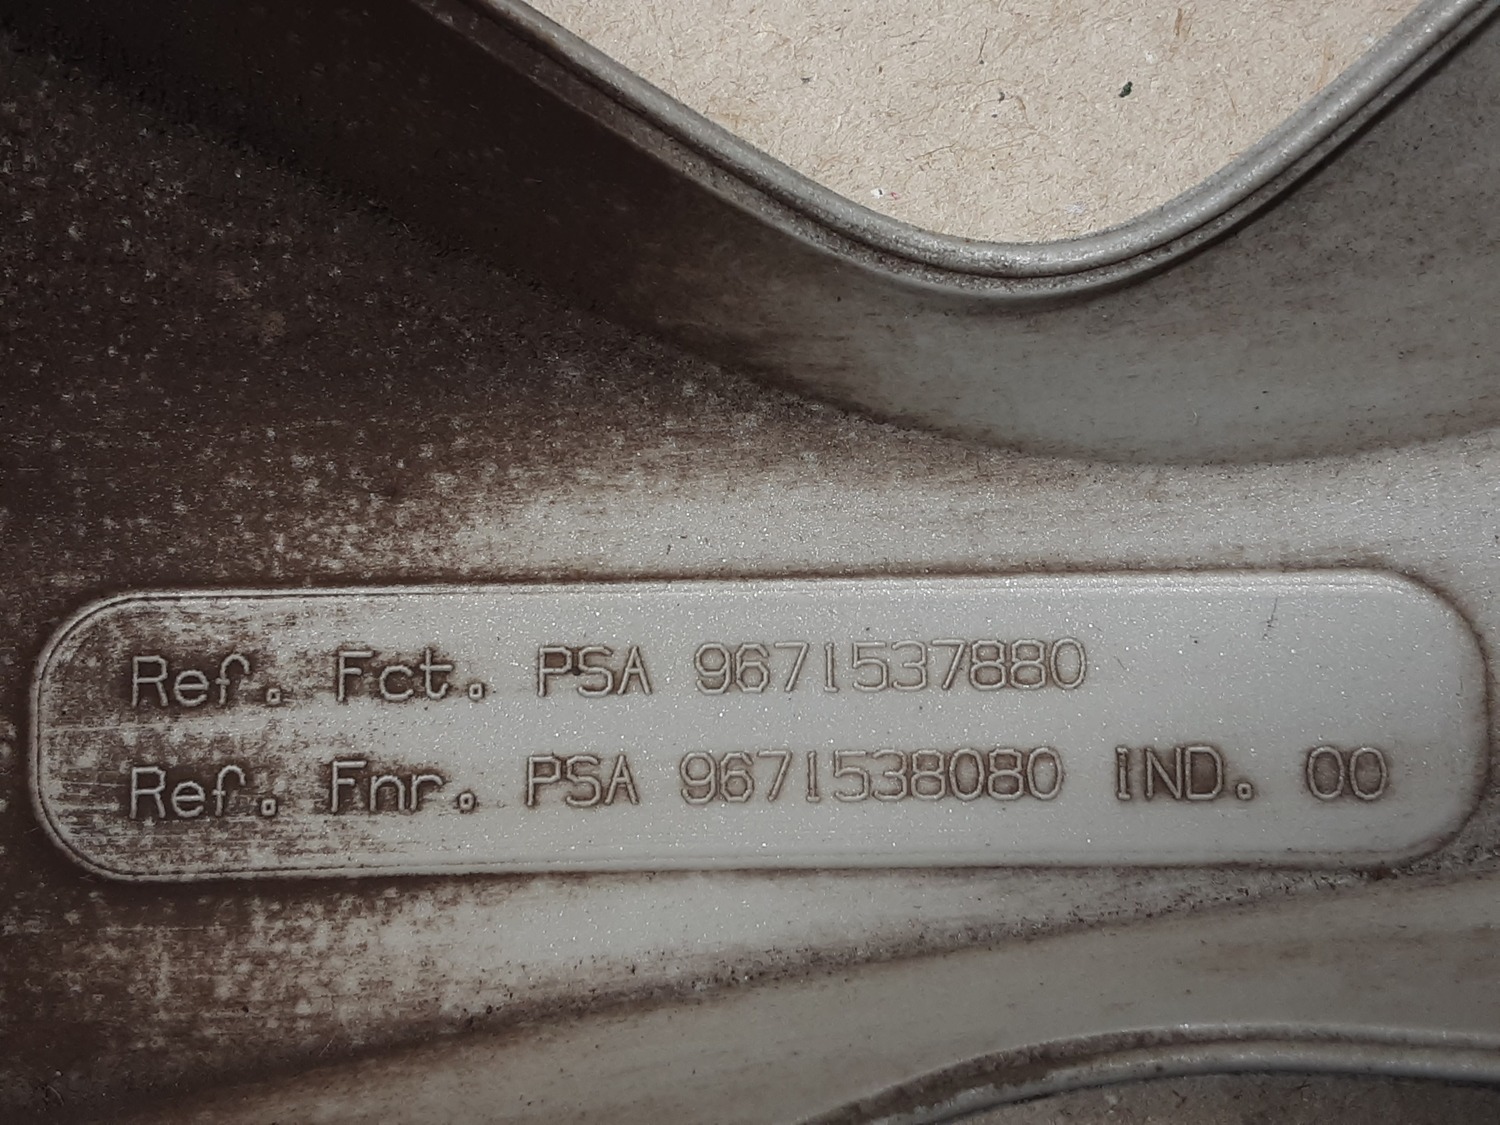 Ref. Fct. PSA 9671537880
Ref. Fnr. PSA 9671538080 IND. 00